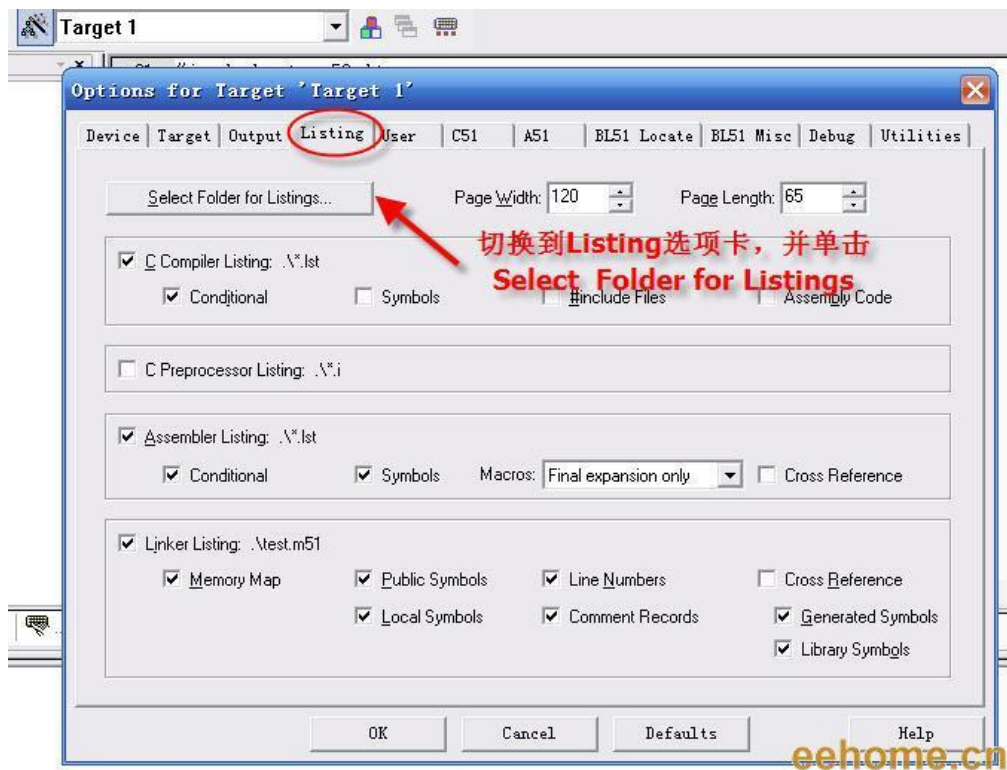 Target 1
Options for Target 'Target 1'
Device Target Output Listing User C51 A51 BL51 Locate BL51 Misc Debug Utilities
Select Folder for Listings... Page Width: 120 Page Length: 65
切换到Listing选项卡，并单击
Select Folder for Listings
C Compiler Listing: .\*.lst
Conditional Symbols #include Files Assembly Code
C Preprocessor Listing: .\*.i
Assembler Listing: .\*.lst
Conditional Symbols Macros: Final expansion only Cross Reference
Linker Listing: .\test.m51
Memory Map Public Symbols Line Numbers Cross Reference
Local Symbols Comment Records Generated Symbols
Library Symbols
OK Cancel Defaults Help
eehome.cn